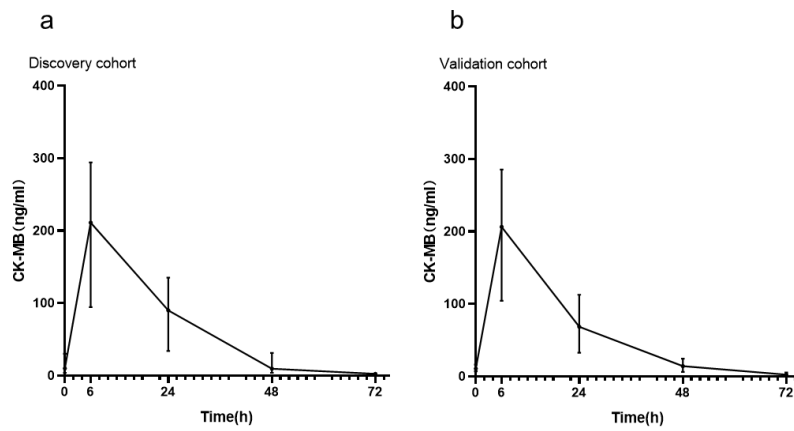 a
Discovery cohort
400
300
200
100
0
CK-MB(ng/ml)
0 6 24 48 72
Time(h)
b
Validation cohort
400
300
200
100
0
CK-MB(ng/ml)
0 6 24 48 72
Time(h)